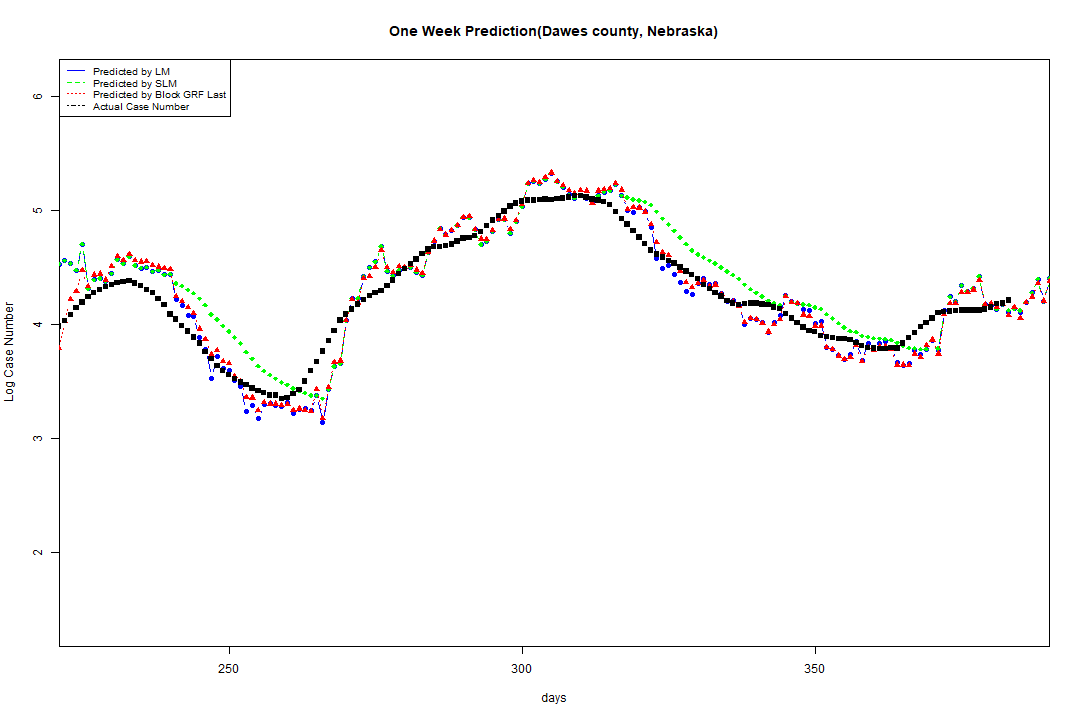 One Week Prediction(Dawes county, Nebraska)
Predicted by LM
Predicted by SLM
Predicted by Block GRF Last
Actual Case Number
6
5
4
3
2
Log Case Number
250
300
350
days